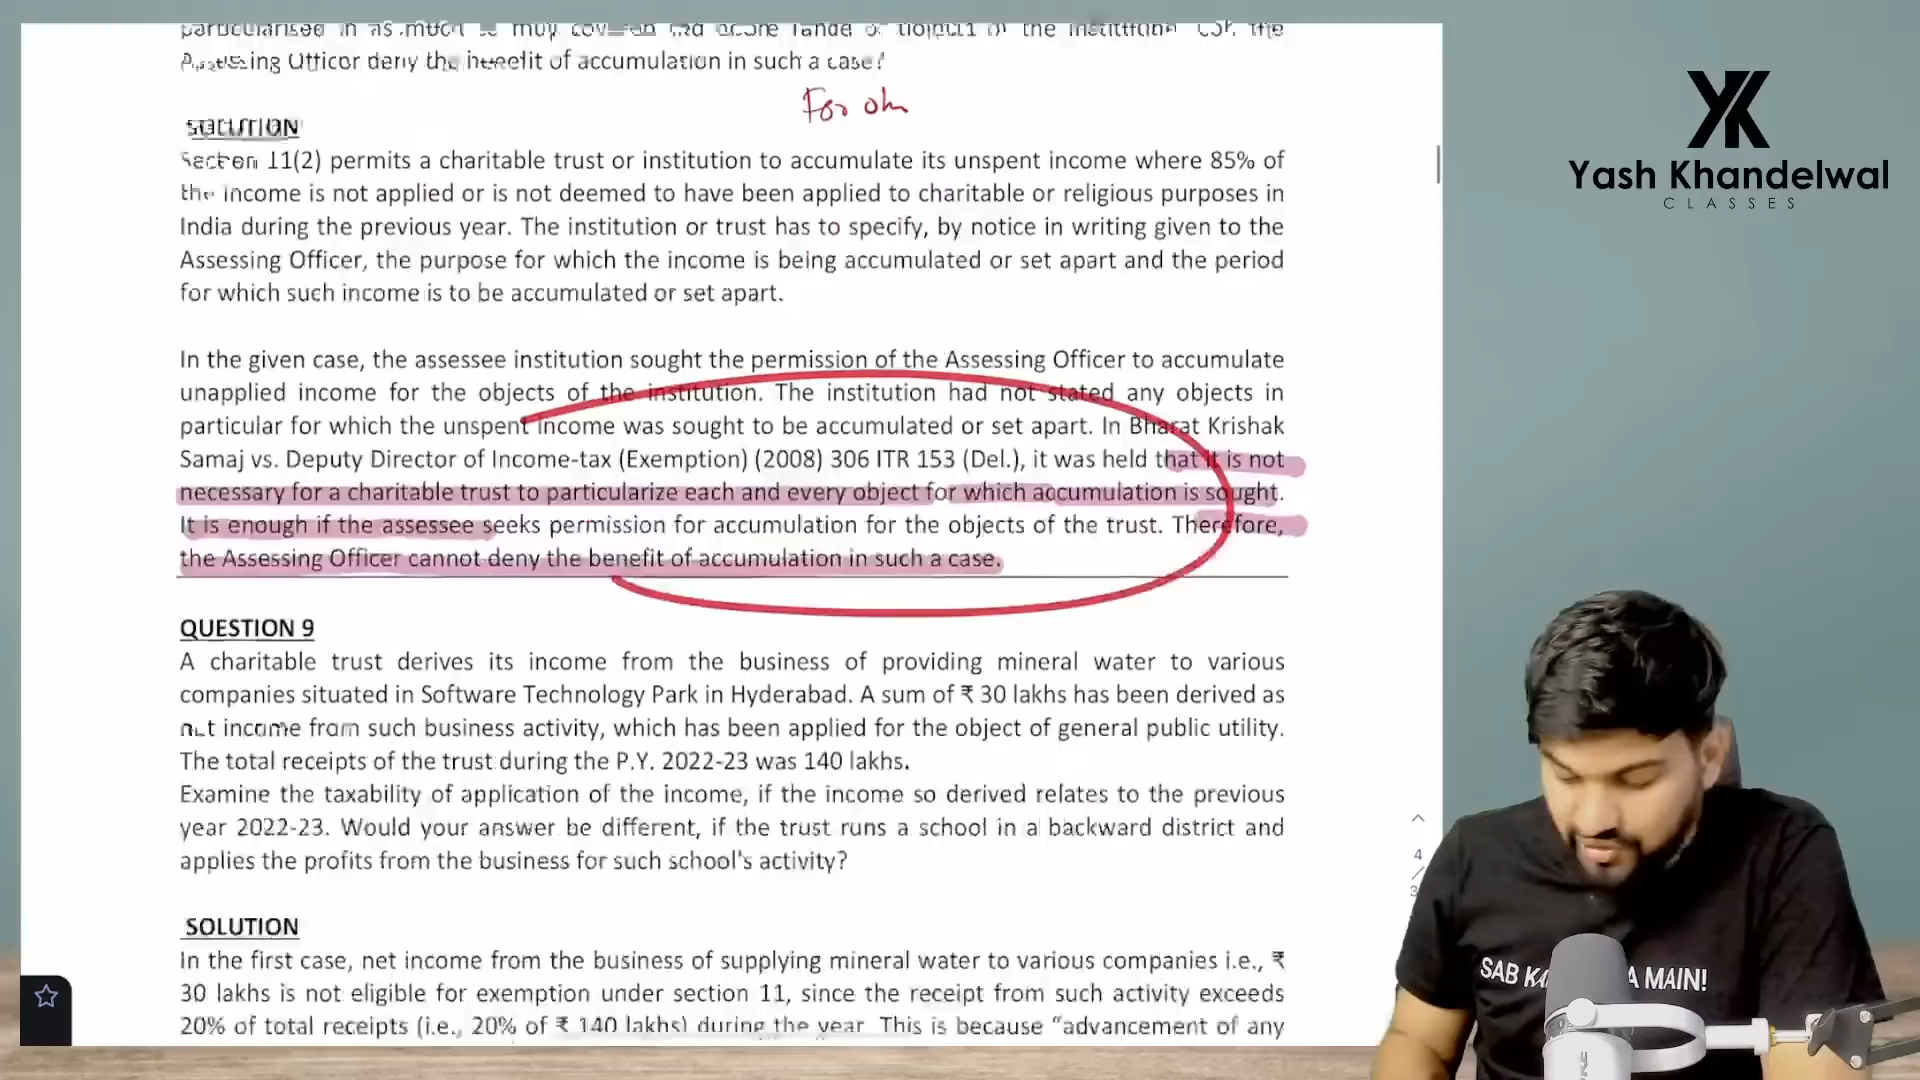 Assessing Officer deny the benefit of accumulation in such a case?
For oh
SOLUTION
Section 11(2) permits a charitable trust or institution to accumulate its unspent income where 85% of
the income is not applied or is not deemed to have been applied to charitable or religious purposes in
India during the previous year. The institution or trust has to specify, by notice in writing given to the
Assessing Officer, the purpose for which the income is being accumulated or set apart and the period
for which such income is to be accumulated or set apart.
In the given case, the assessee institution sought the permission of the Assessing Officer to accumulate
unapplied income for the objects of the institution. The institution had not stated any objects in
particular for which the unspent income was sought to be accumulated or set apart. In Bharat Krishak
Samaj vs. Deputy Director of Income-tax (Exemption) (2008) 306 ITR 153 (Del.), it was held that it is not
necessary for a charitable trust to particularize each and every object for which accumulation is sought.
It is enough if the assessee seeks permission for accumulation for the objects of the trust. Therefore,
the Assessing Officer cannot deny the benefit of accumulation in such a case.
QUESTION 9
A charitable trust derives its income from the business of providing mineral water to various
companies situated in Software Technology Park in Hyderabad. A sum of ₹ 30 lakhs has been derived as
net income from such business activity, which has been applied for the object of general public utility.
The total receipts of the trust during the P.Y. 2022-23 was 140 lakhs.
Examine the taxability of application of the income, if the income so derived relates to the previous
year 2022-23. Would your answer be different, if the trust runs a school in a backward district and
applies the profits from the business for such school's activity?
SOLUTION
In the first case, net income from the business of supplying mineral water to various companies i.e., ₹
30 lakhs is not eligible for exemption under section 11, since the receipt from such activity exceeds
20% of total receipts (i.e., 20% of ₹ 140 lakhs) during the year. This is because "advancement of any
4
/
3
YK
Yash Khandelwal
CLASSES
SAB KA
A MAIN!